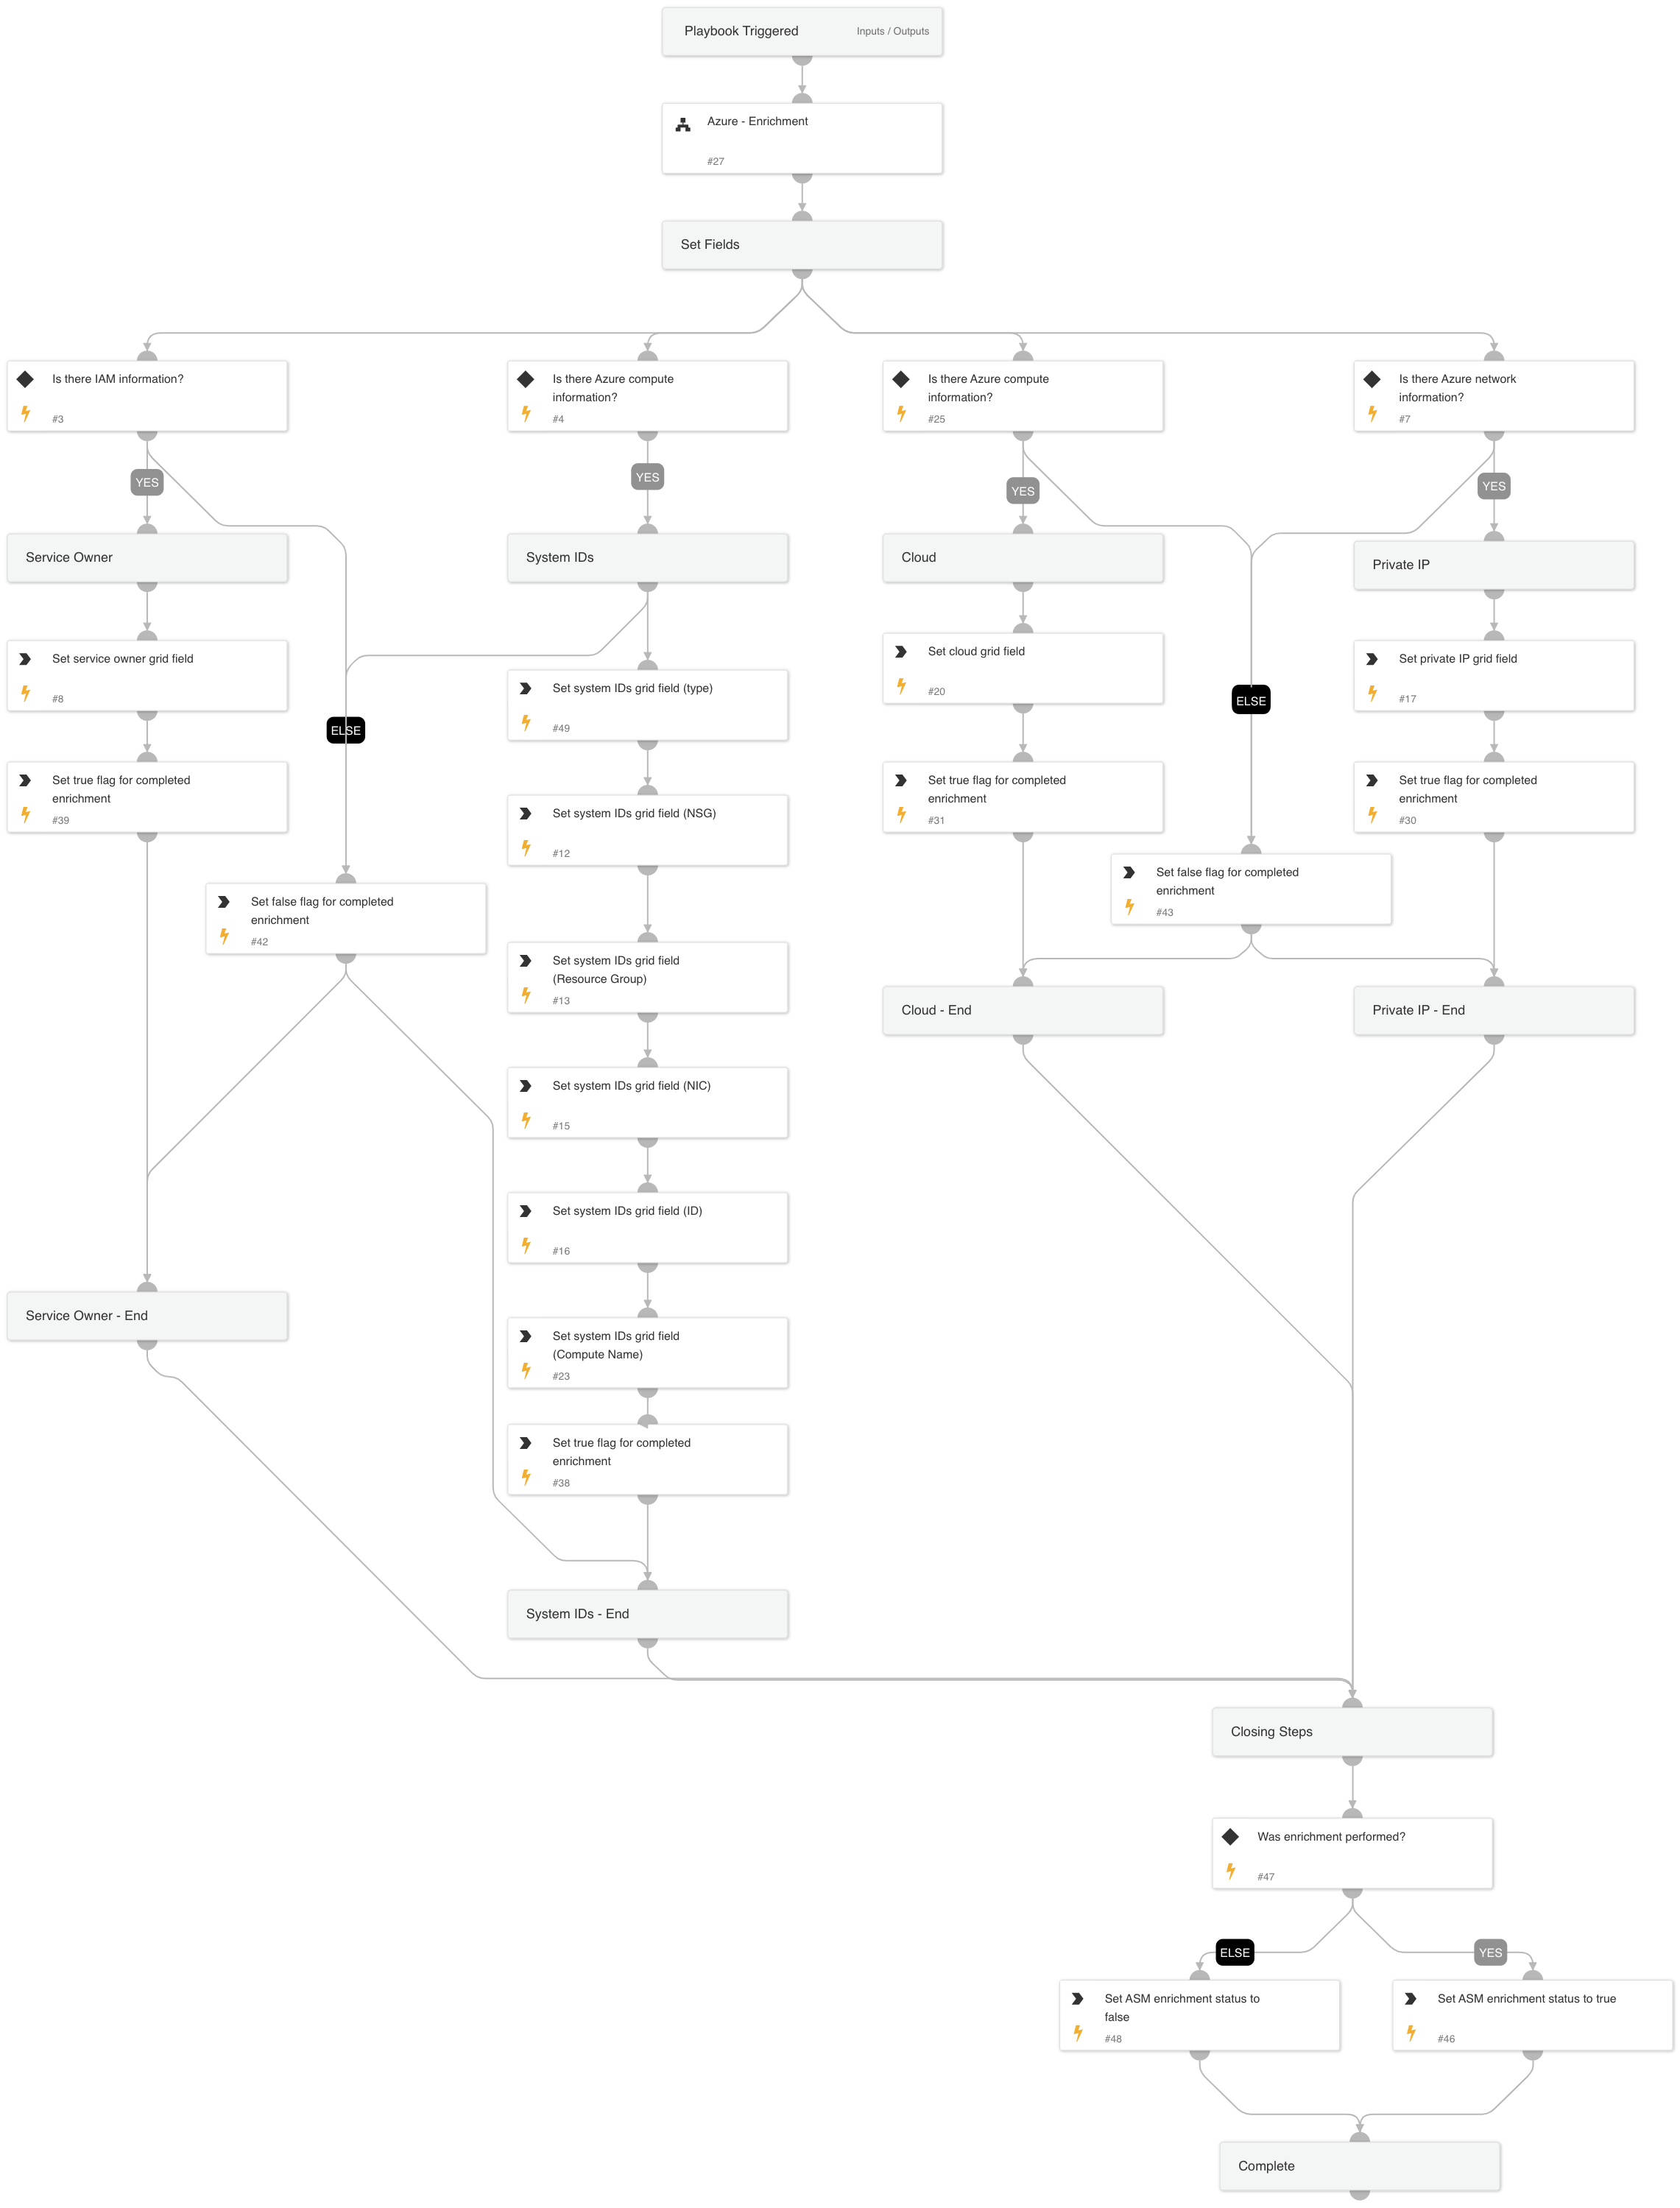 Playbook Triggered
Inputs / Outputs
Azure - Enrichment
#27
Set Fields
Is there IAM information?
#3
Is there Azure compute
information?
#4
Is there Azure compute
information?
#25
Is there Azure network
information?
#7
YES
YES
YES
YES
Service Owner
System IDs
Cloud
Private IP
Set service owner grid field
#8
Set system IDs grid field (type)
#49
Set cloud grid field
#20
Set private IP grid field
#17
ELSE
ELSE
Set true flag for completed
enrichment
#39
Set system IDs grid field (NSG)
#12
Set true flag for completed
enrichment
#31
Set true flag for completed
enrichment
#30
Set false flag for completed
enrichment
#42
Set false flag for completed
enrichment
#43
Set system IDs grid field
(Resource Group)
#13
Cloud - End
Private IP - End
Set system IDs grid field (NIC)
#15
Set system IDs grid field (ID)
#16
Service Owner - End
Set system IDs grid field
(Compute Name)
#23
Set true flag for completed
enrichment
#38
System IDs - End
Closing Steps
Was enrichment performed?
#47
ELSE
YES
Set ASM enrichment status to
false
#48
Set ASM enrichment status to true
#46
Complete